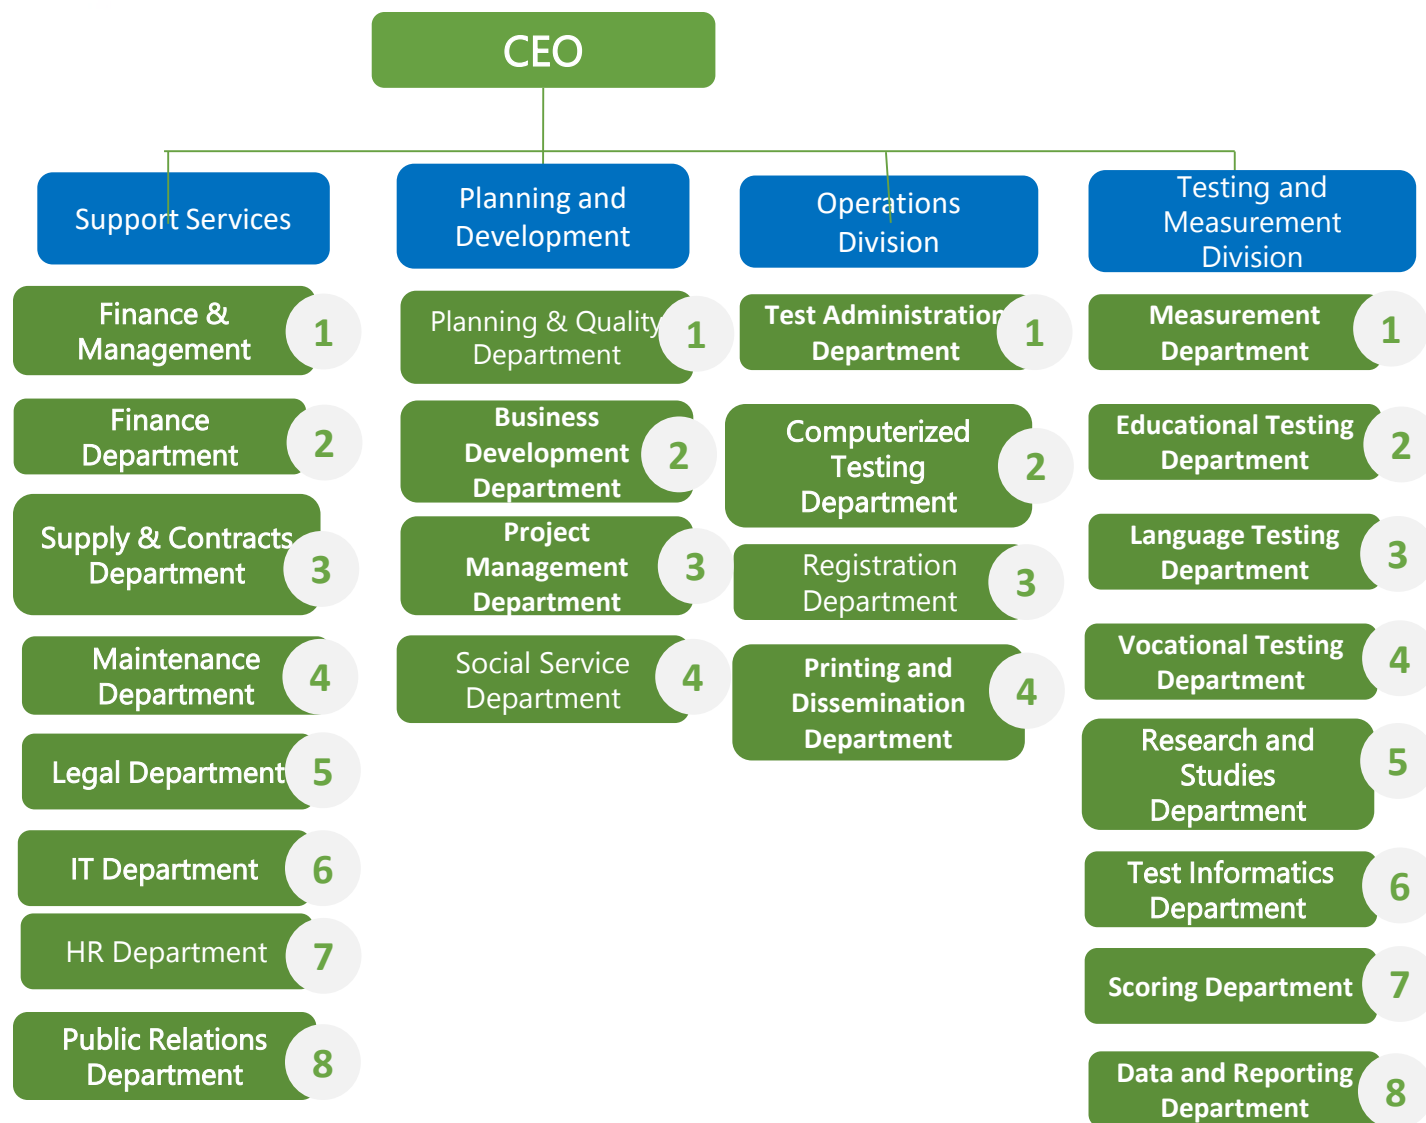 CEO
Support Services
Planning and
Development
Operations
Division
Testing and
Measurement
Division
Finance &
Management
1
Finance
Department
2
Supply & Contracts
Department
3
Maintenance
Department
4
Legal Department
5
IT Department
6
HR Department
7
Public Relations
Department
8
Planning & Quality
Department
1
Business
Development
Department
2
Project
Management
Department
3
Social Service
Department
4
Test Administration
Department
1
Computerized
Testing
Department
2
Registration
Department
3
Printing and
Dissemination
Department
4
Measurement
Department
1
Educational Testing
Department
2
Language Testing
Department
3
Vocational Testing
Department
4
Research and
Studies
Department
5
Test Informatics
Department
6
Scoring Department
7
Data and Reporting
Department
8